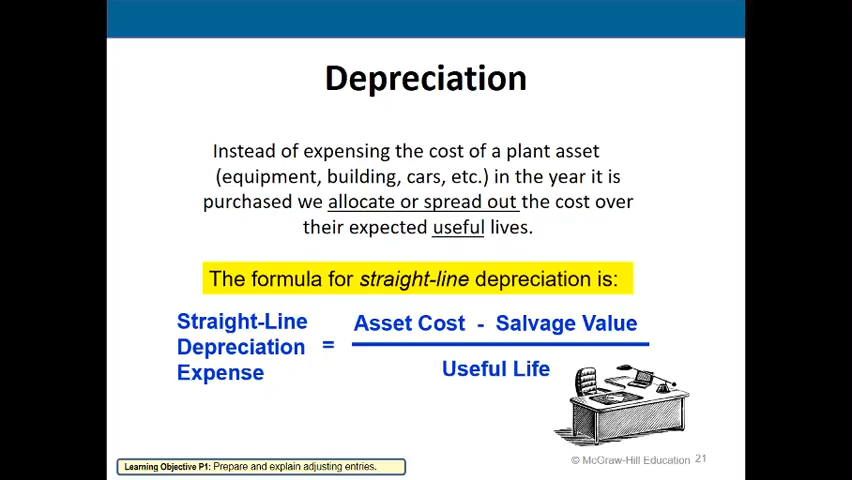 Depreciation
Instead of expensing the cost of a plant asset
(equipment, building, cars, etc.) in the year it is
purchased we allocate or spread out the cost over
their expected useful lives.
The formula for straight-line depreciation is:
Straight-Line
Depreciation
Expense
=
Asset Cost - Salvage Value
Useful Life
Learning Objective P1: Prepare and explain adjusting entries.
© McGraw-Hill Education 21